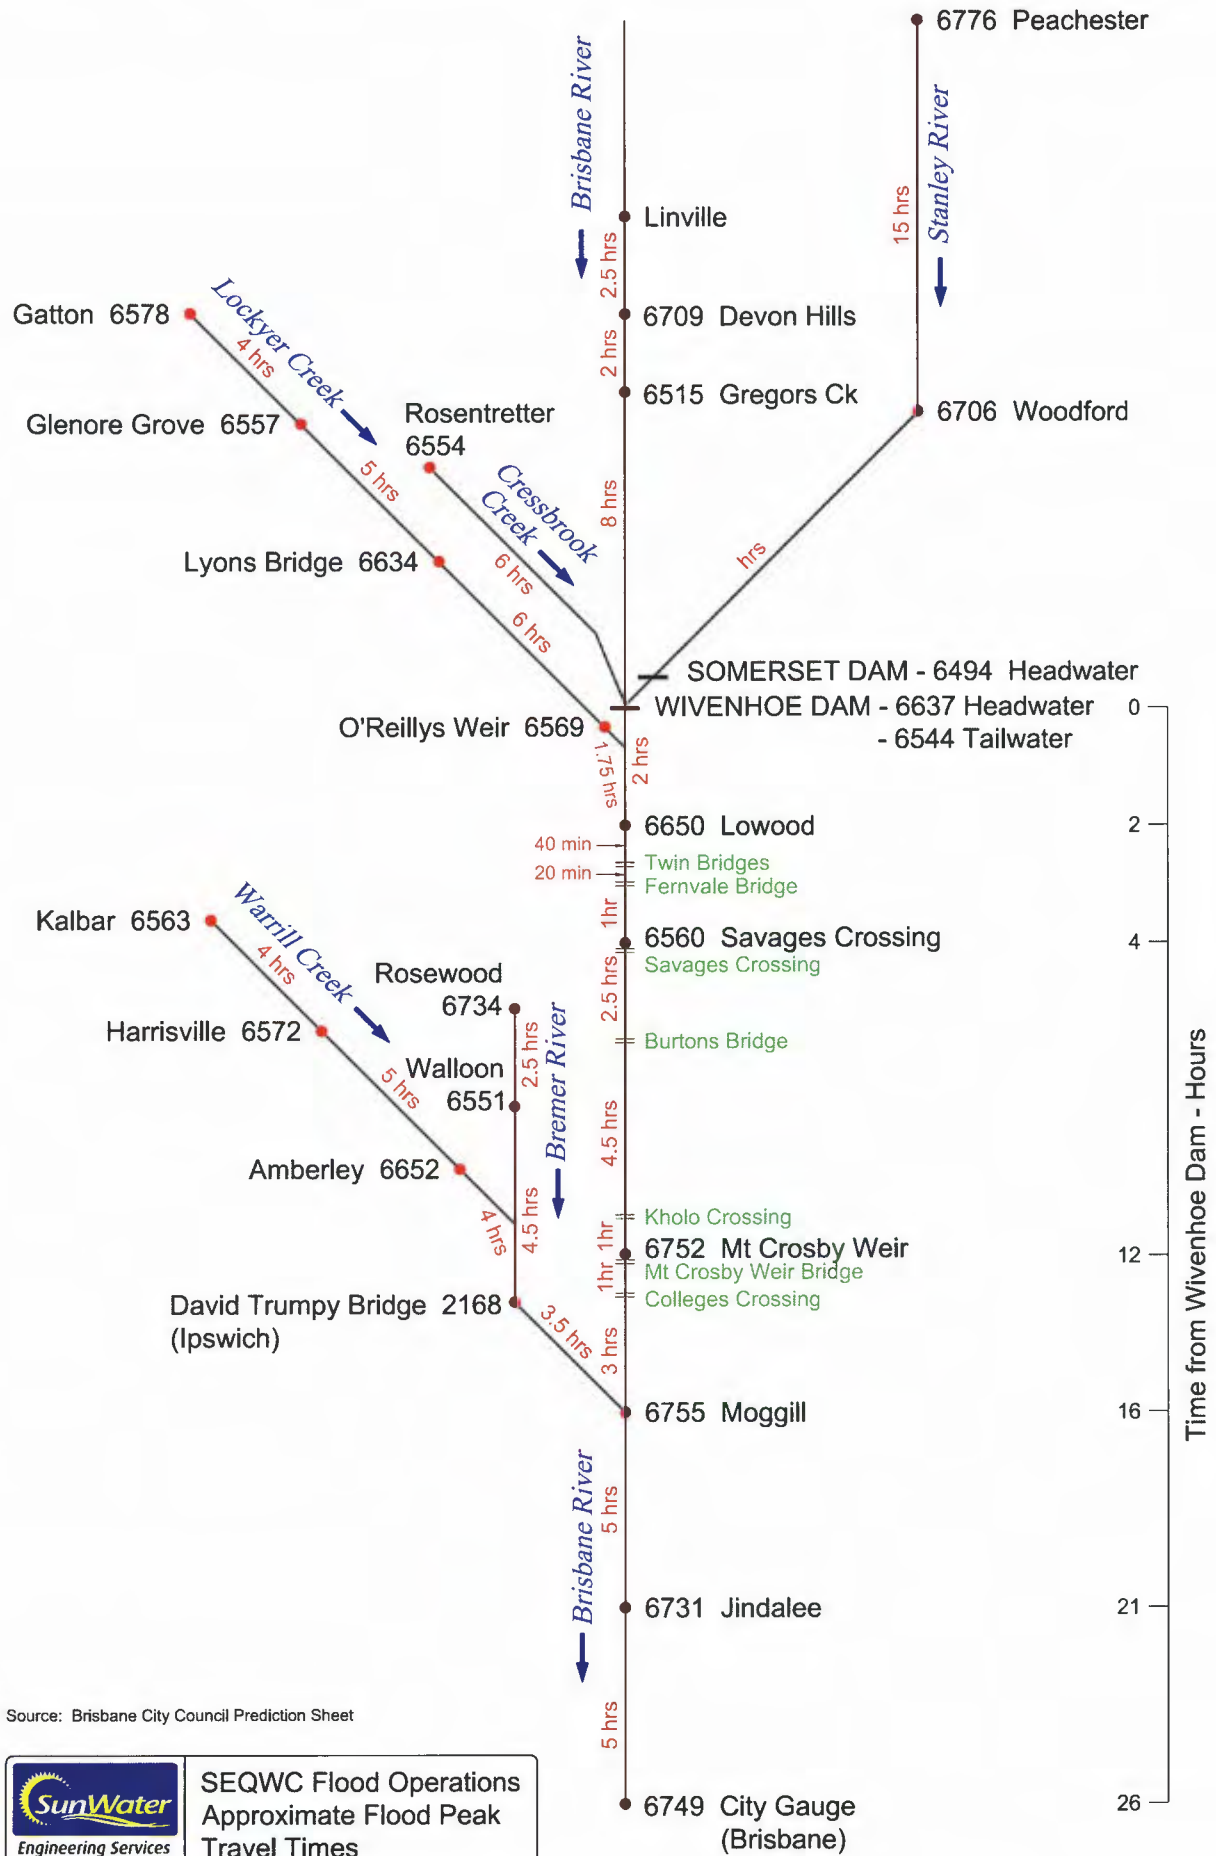 6776 Peachester
Brisbane River
Stanley River
15 hrs
Linville
2.5 hrs
Gatton 6578
Lockyer Creek
4 hrs
6709 Devon Hills
2 hrs
6515 Gregors Ck
6706 Woodford
Glenore Grove 6557
Rosentretter
6554
5 hrs
Cressbrook
Creek
8 hrs
hrs
Lyons Bridge 6634
6 hrs
6 hrs
SOMERSET DAM - 6494 Headwater
WIVENHOE DAM - 6637 Headwater
- 6544 Tailwater
0
O'Reillys Weir 6569
1.75 hrs
2 hrs
6650 Lowood
2
40 min
Twin Bridges
20 min
Fernvale Bridge
1hr
Kalbar 6563
Warrill Creek
4 hrs
6560 Savages Crossing
4
Savages Crossing
2.5 hrs
Rosewood
6734
Harrisville 6572
2.5 hrs
Bremer River
Burtons Bridge
Walloon
6551
5 hrs
4.5 hrs
Amberley 6652
4 hrs
4.5 hrs
Kholo Crossing
1hr
6752 Mt Crosby Weir
12
Mt Crosby Weir Bridge
1hr
Colleges Crossing
David Trumpy Bridge 2168
(Ipswich)
3.5 hrs
3 hrs
6755 Moggill
16
Time from Wivenhoe Dam - Hours
Brisbane River
5 hrs
6731 Jindalee
21
5 hrs
Source: Brisbane City Council Prediction Sheet
SunWater
Engineering Services
SEQWC Flood Operations
Approximate Flood Peak
Travel Times
6749 City Gauge
(Brisbane)
26